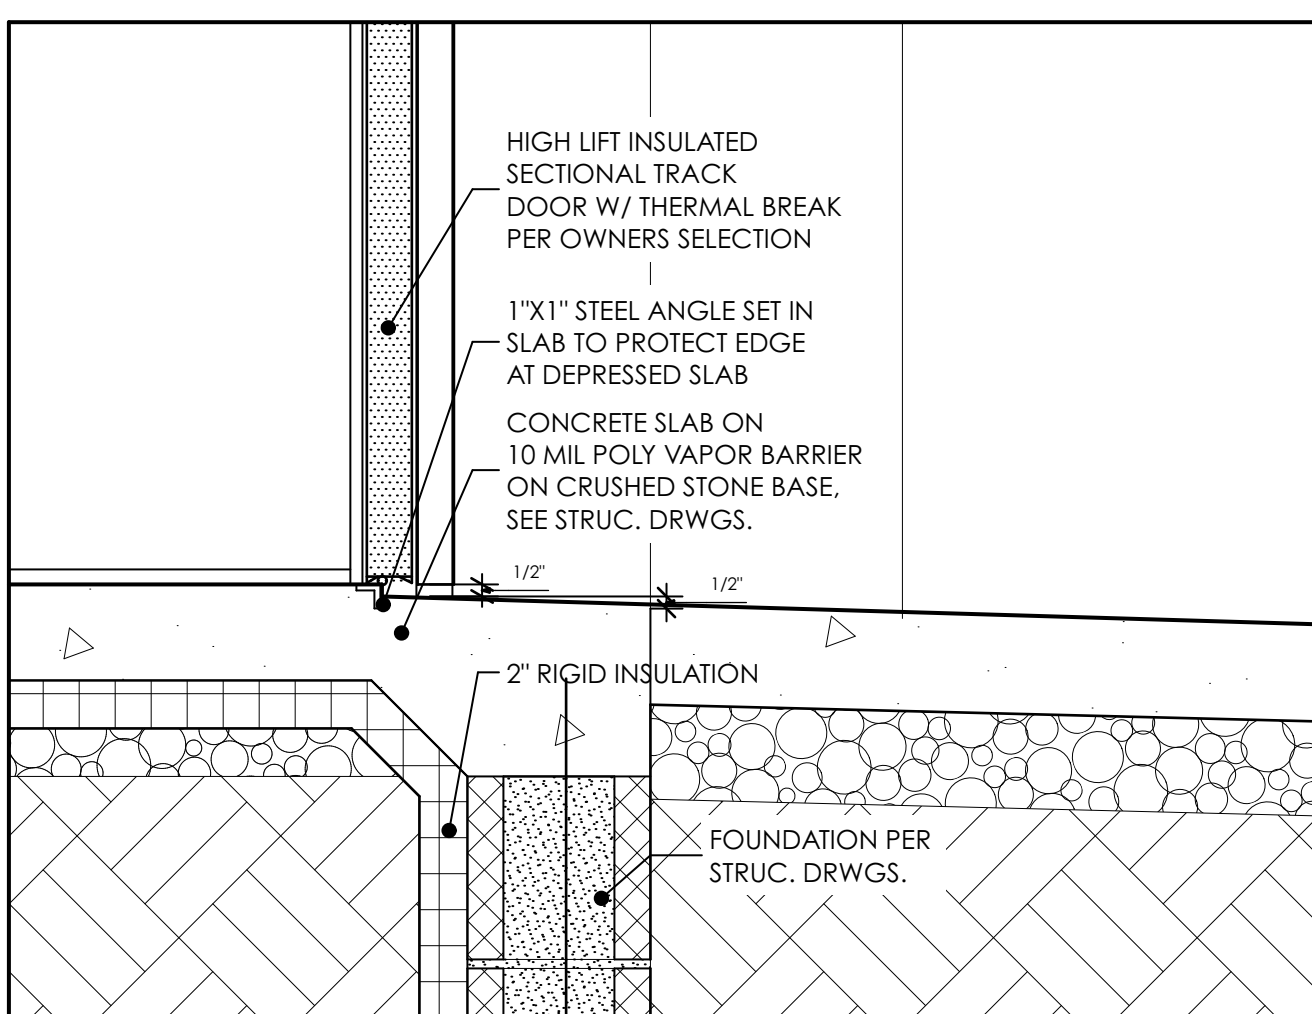 HIGH LIFT INSULATED
SECTIONAL TRACK
DOOR W/ THERMAL BREAK
PER OWNERS SELECTION
1"X1" STEEL ANGLE SET IN
SLAB TO PROTECT EDGE
AT DEPRESSED SLAB
CONCRETE SLAB ON
10 MIL POLY VAPOR BARRIER
ON CRUSHED STONE BASE,
SEE STRUC. DRWGS.
1/2"
1/2"
2" RIGID INSULATION
FOUNDATION PER
STRUC. DRWGS.